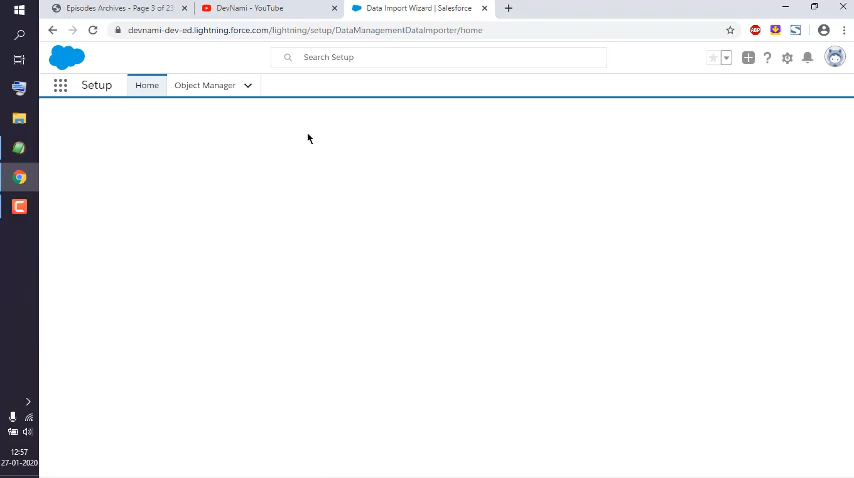 Episodes Archives - Page 3 of 23
DevNami - YouTube
Data Import Wizard | Salesforce
devnami-dev-ed.lightning.force.com/lightning/setup/DataManagementDataImporter/home
ABP
Search Setup
Setup
Home
Object Manager
12:57
27-01-2020